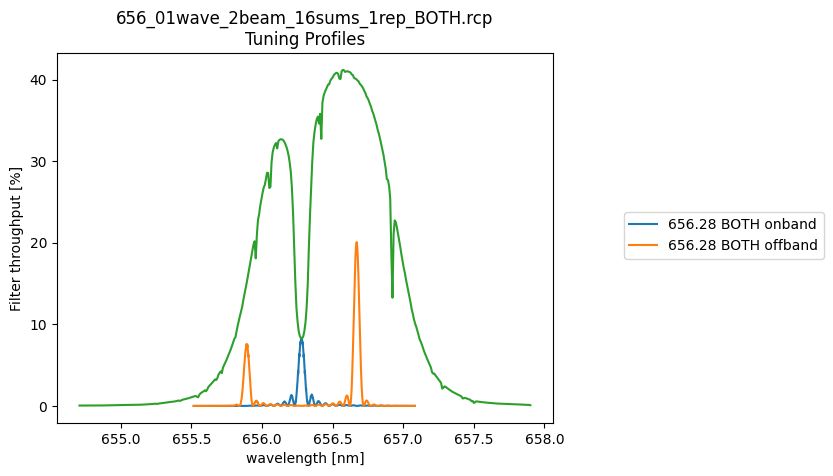 656_01wave_2beam_16sums_1rep_BOTH.rcp
Tuning Profiles
Filter throughput [%]
40
30
20
10
0
655.0 655.5 656.0 656.5 657.0 657.5 658.0
wavelength [nm]
656.28 BOTH onband
656.28 BOTH offband